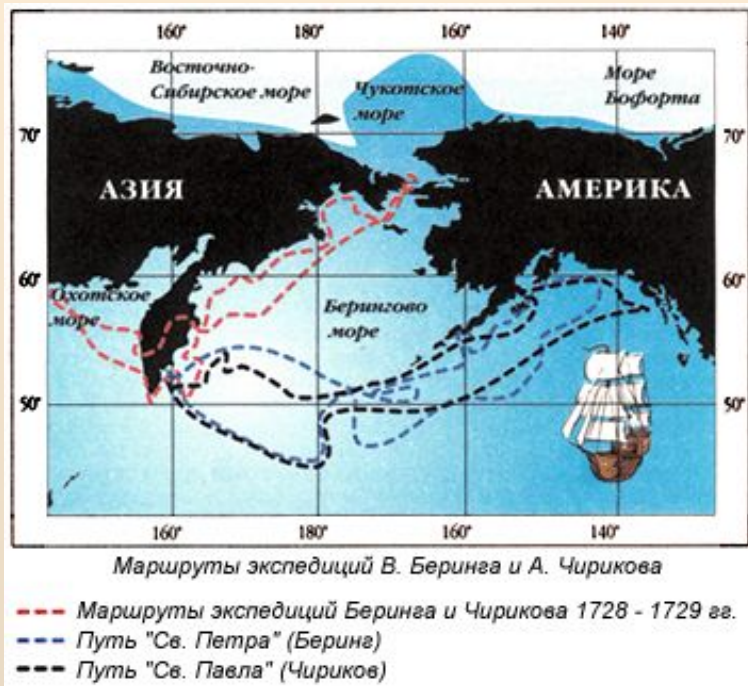 160° 180° 160° 140°
Восточно-
Сибирское море
Чукотское
море
Море
Бофорта
70° 70°
АЗИЯ
АМЕРИКА
60° 60°
Охотское
море
Берингово
море
50° 50°
160° 180° 160° 140°
Маршруты экспедиций В. Беринга и А. Чирикова
Маршруты экспедиций Беринга и Чирикова 1728 - 1729 гг.
Путь "Св. Петра" (Беринг)
Путь "Св. Павла" (Чириков)